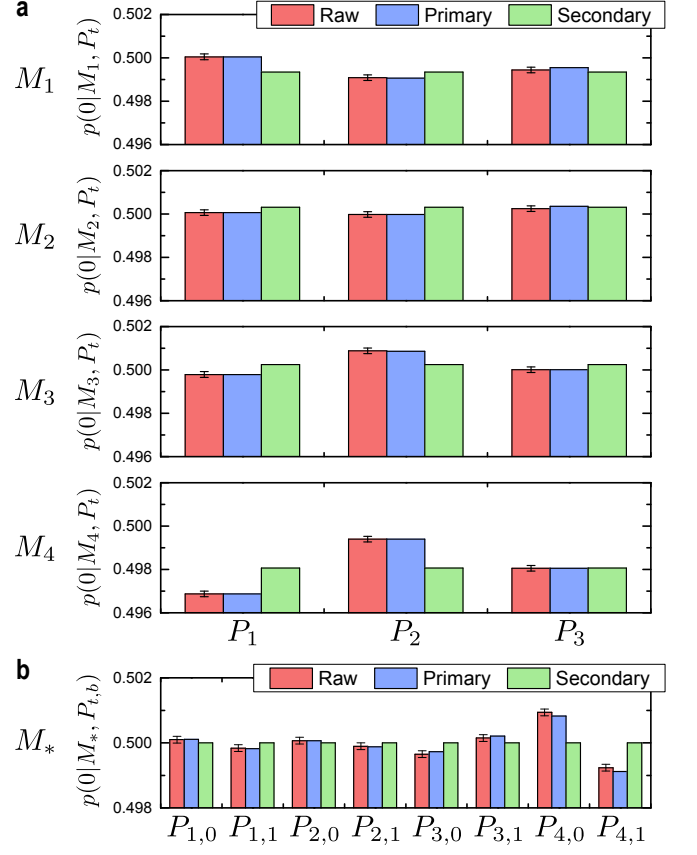 a
Raw Primary Secondary
M₁
p(0|M₁, Pₜ)
0.502
0.500
0.498
0.496
M₂
p(0|M₂, Pₜ)
0.502
0.500
0.498
0.496
M₃
p(0|M₃, Pₜ)
0.502
0.500
0.498
0.496
M₄
p(0|M₄, Pₜ)
0.502
0.500
0.498
0.496
P₁ P₂ P₃
b
Raw Primary Secondary
M*
p(0|M*, Pₜ,b)
0.502
0.500
0.498
P₁,₀ P₁,₁ P₂,₀ P₂,₁ P₃,₀ P₃,₁ P₄,₀ P₄,₁